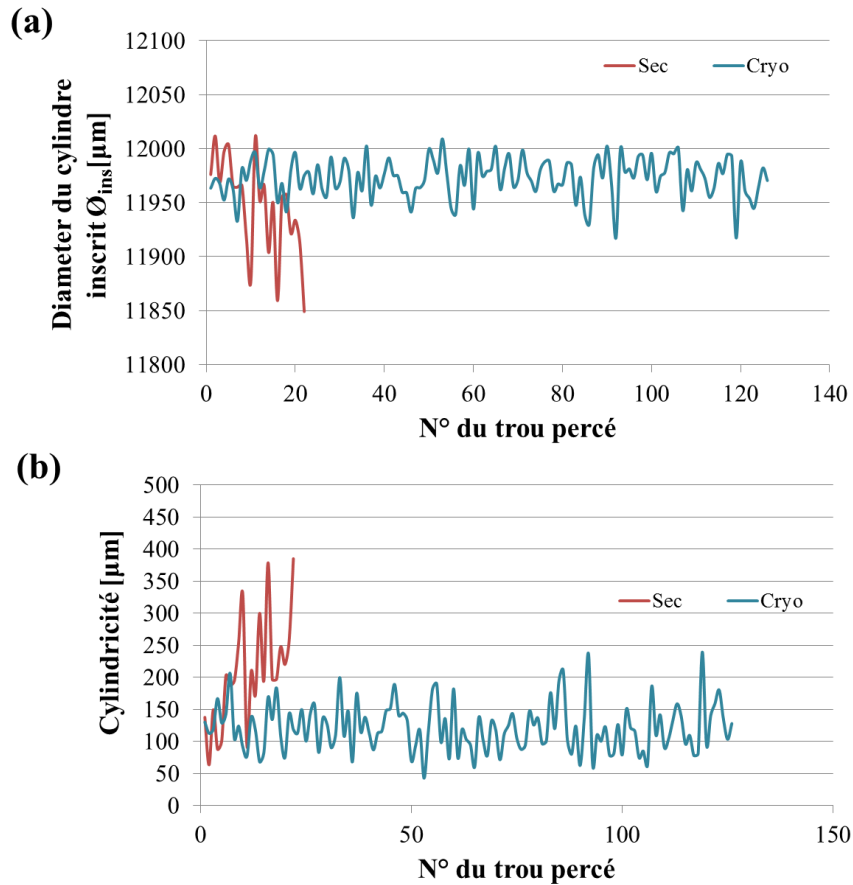 (a)
12100
12050
12000
11950
11900
11850
11800
Diameter du cylindre
inscrit Øins[µm]
Sec
Cryo
0
20
40
60
80
100
120
140
N° du trou percé
(b)
500
450
400
350
300
250
200
150
100
50
0
Cylindricité [µm]
Sec
Cryo
0
50
100
150
N° du trou percé